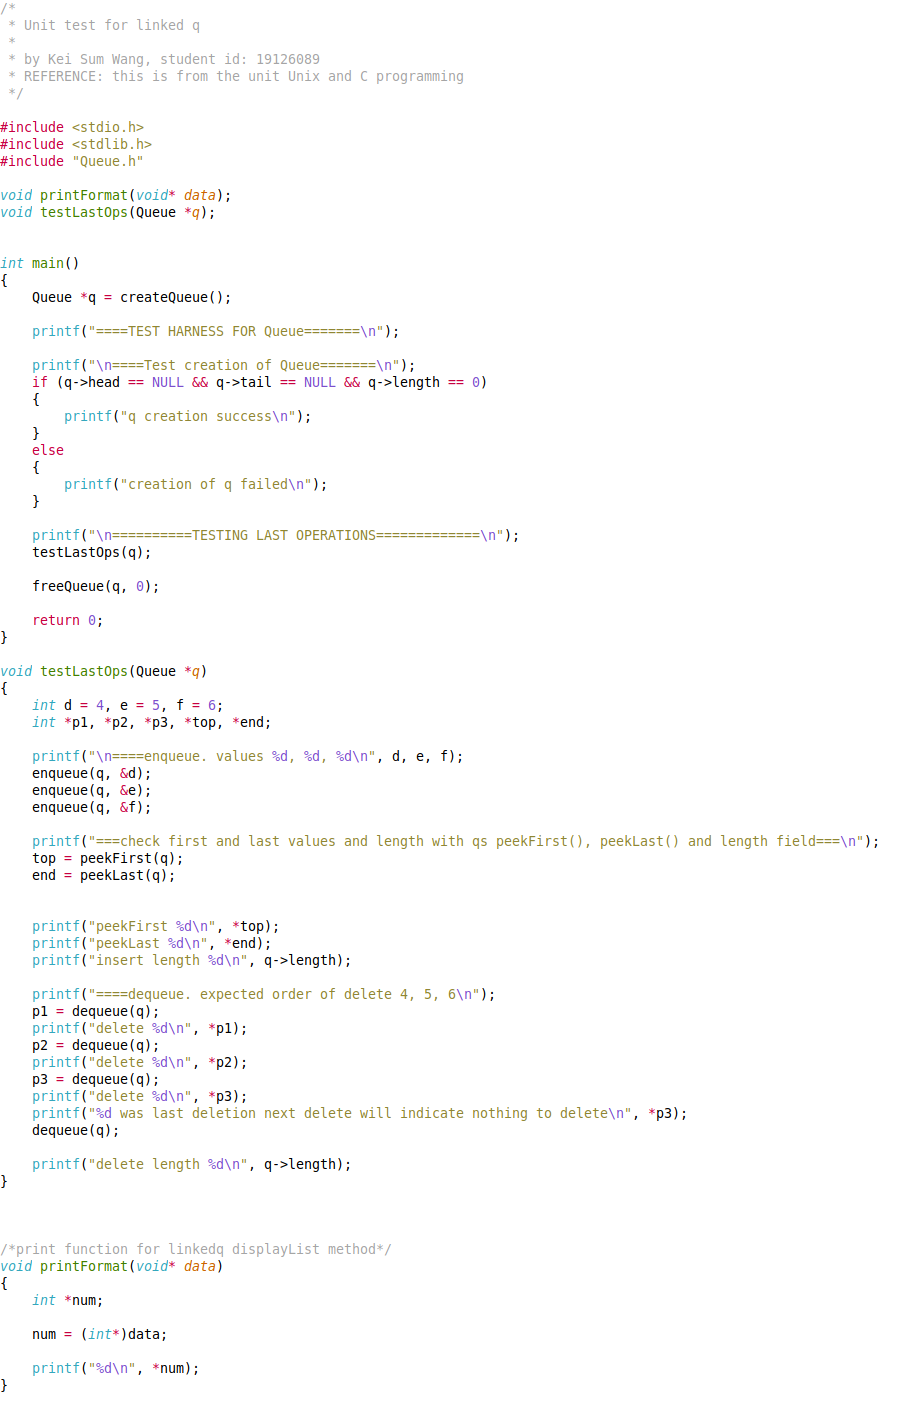 /*
 * Unit test for linked q
 *
 * by Kei Sum Wang, student id: 19126089
 * REFERENCE: this is from the unit Unix and C programming
 */

#include <stdio.h>
#include <stdlib.h>
#include "Queue.h"

void printFormat(void* data);
void testLastOps(Queue *q);


int main()
{
    Queue *q = createQueue();

    printf("====TEST HARNESS FOR Queue=======\n");

    printf("\n====Test creation of Queue=======\n");
    if (q->head == NULL && q->tail == NULL && q->length == 0)
    {
        printf("q creation success\n");
    }
    else
    {
        printf("creation of q failed\n");
    }

    printf("\n==========TESTING LAST OPERATIONS=============\n");
    testLastOps(q);

    freeQueue(q, 0);

    return 0;
}

void testLastOps(Queue *q)
{
    int d = 4, e = 5, f = 6;
    int *p1, *p2, *p3, *top, *end;

    printf("\n====enqueue. values %d, %d, %d\n", d, e, f);
    enqueue(q, &d);
    enqueue(q, &e);
    enqueue(q, &f);

    printf("===check first and last values and length with qs peekFirst(), peekLast() and length field===\n");
    top = peekFirst(q);
    end = peekLast(q);


    printf("peekFirst %d\n", *top);
    printf("peekLast %d\n", *end);
    printf("insert length %d\n", q->length);

    printf("====dequeue. expected order of delete 4, 5, 6\n");
    p1 = dequeue(q);
    printf("delete %d\n", *p1);
    p2 = dequeue(q);
    printf("delete %d\n", *p2);
    p3 = dequeue(q);
    printf("delete %d\n", *p3);
    printf("%d was last deletion next delete will indicate nothing to delete\n", *p3);
    dequeue(q);

    printf("delete length %d\n", q->length);
}



/*print function for linkedq displayList method*/
void printFormat(void* data)
{
    int *num;

    num = (int*)data;

    printf("%d\n", *num);
}